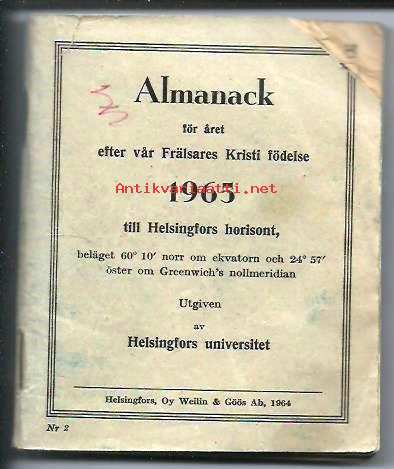 Almanack
för året
efter vår Frälsares Kristi födelse
Antikvariaatti.net
1965
till Helsingfors horisont,
beläget 60° 10′ norr om ekvatorn och 24° 57′
öster om Greenwich's nollmeridian
Utgiven
av
Helsingfors universitet
Helsingfors, Oy Weilin & Göös Ab, 1964
Nr 2